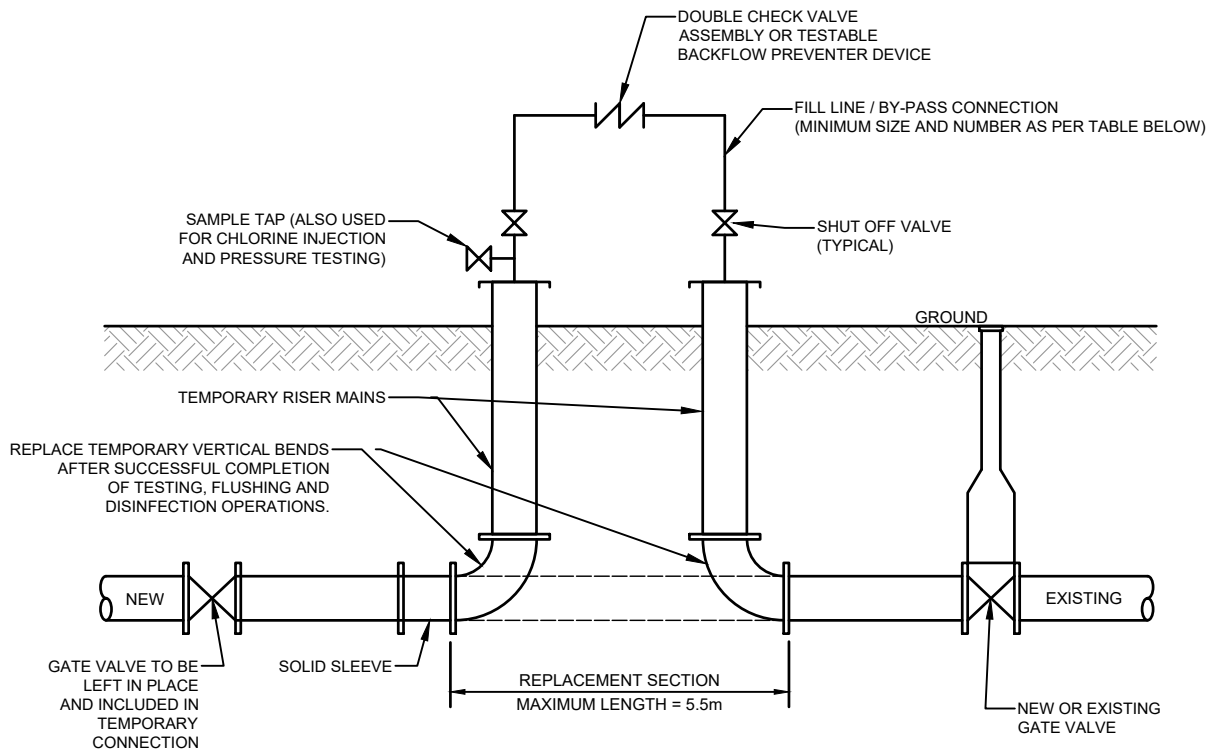 DOUBLE CHECK VALVE
ASSEMBLY OR TESTABLE
BACKFLOW PREVENTER DEVICE
FILL LINE / BY-PASS CONNECTION
(MINIMUM SIZE AND NUMBER AS PER TABLE BELOW)
SAMPLE TAP (ALSO USED
FOR CHLORINE INJECTION
AND PRESSURE TESTING)
SHUT OFF VALVE
(TYPICAL)
GROUND
TEMPORARY RISER MAINS
REPLACE TEMPORARY VERTICAL BENDS
AFTER SUCCESSFUL COMPLETION
OF TESTING, FLUSHING AND
DISINFECTION OPERATIONS.
NEW
EXISTING
GATE VALVE TO BE
LEFT IN PLACE
AND INCLUDED IN
TEMPORARY
CONNECTION
SOLID SLEEVE
REPLACEMENT SECTION
MAXIMUM LENGTH = 5.5m
NEW OR EXISTING
GATE VALVE